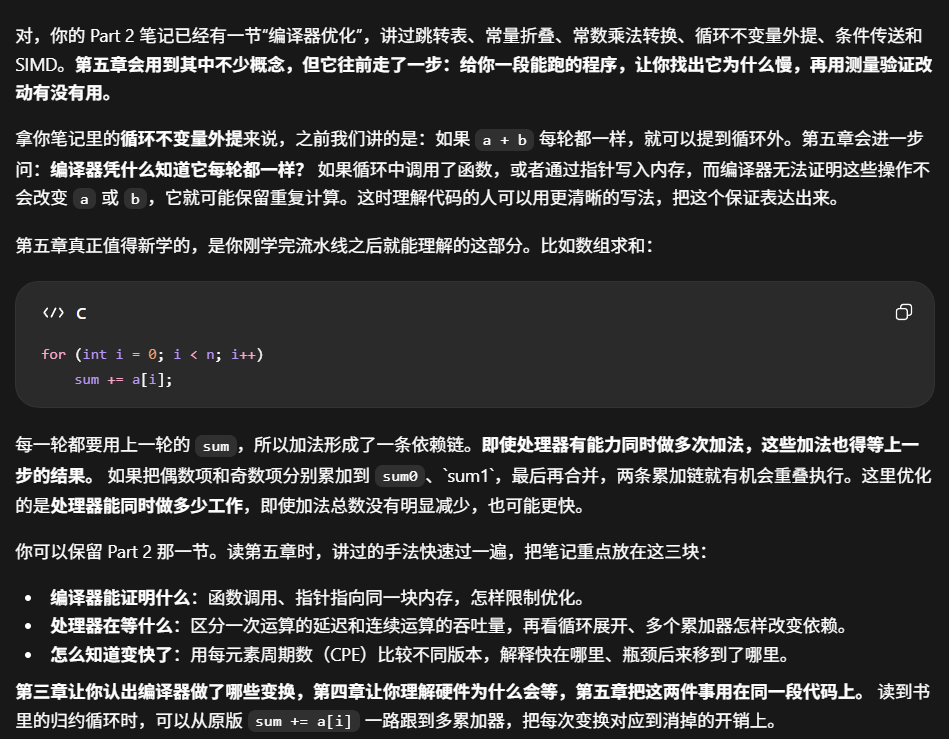 对，你的 Part 2 笔记已经有一节“编译器优化”，讲过跳转表、常量折叠、常数乘法转换、循环不变量外提、条件传送和
SIMD。第五章会用到其中不少概念，但它往前走了一步：给你一段能跑的程序，让你找出它为什么慢，再用测量验证改
动有没有用。
拿你笔记里的循环不变量外提来说，之前我们讲的是：如果 a + b 每轮都一样，就可以提到循环外。第五章会进一步
问：编译器凭什么知道它每轮都一样？ 如果循环中调用了函数，或者通过指针写入内存，而编译器无法证明这些操作不
会改变 a 或 b，它就可能保留重复计算。这时理解代码的人可以用更清晰的写法，把这个保证表达出来。
第五章真正值得新学的，是你刚学完流水线之后就能理解的这部分。比如数组求和：
</> C
for (int i = 0; i < n; i++)
    sum += a[i];
每一轮都要用上一轮的 sum，所以加法形成了一条依赖链。即使处理器有能力同时做多次加法，这些加法也得等上一
步的结果。 如果把偶数项和奇数项分别累加到 sum0、`sum1`，最后再合并，两条累加链就有机会重叠执行。这里优化
的是处理器能同时做多少工作，即使加法总数没有明显减少，也可能更快。
你可以保留 Part 2 那一节。读第五章时，讲过的手法快速过一遍，把笔记重点放在这三块：
• 编译器能证明什么：函数调用、指针指向同一块内存，怎样限制优化。
• 处理器在等什么：区分一次运算的延迟和连续运算的吞吐量，再看循环展开、多个累加器怎样改变依赖。
• 怎么知道变快了：用每元素周期数（CPE）比较不同版本，解释快在哪里、瓶颈后来移到了哪里。
第三章让你认出编译器做了哪些变换，第四章让你理解硬件为什么会等，第五章把这两件事用在同一段代码上。 读到书
里的归约循环时，可以从原版 sum += a[i] 一路跟到多累加器，把每次变换对应到消掉的开销上。